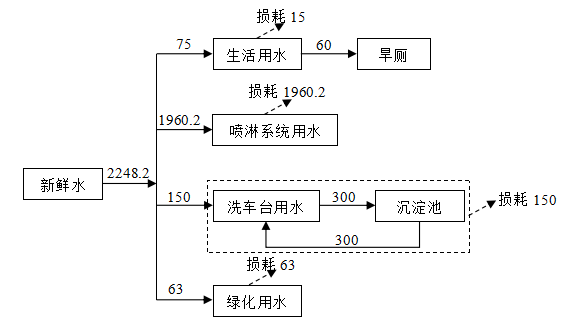 损耗 15
75
生活用水
60
旱厕
损耗 1960.2
1960.2
喷淋系统用水
新鲜水
2248.2
150
洗车台用水
300
沉淀池
损耗 150
300
损耗 63
63
绿化用水